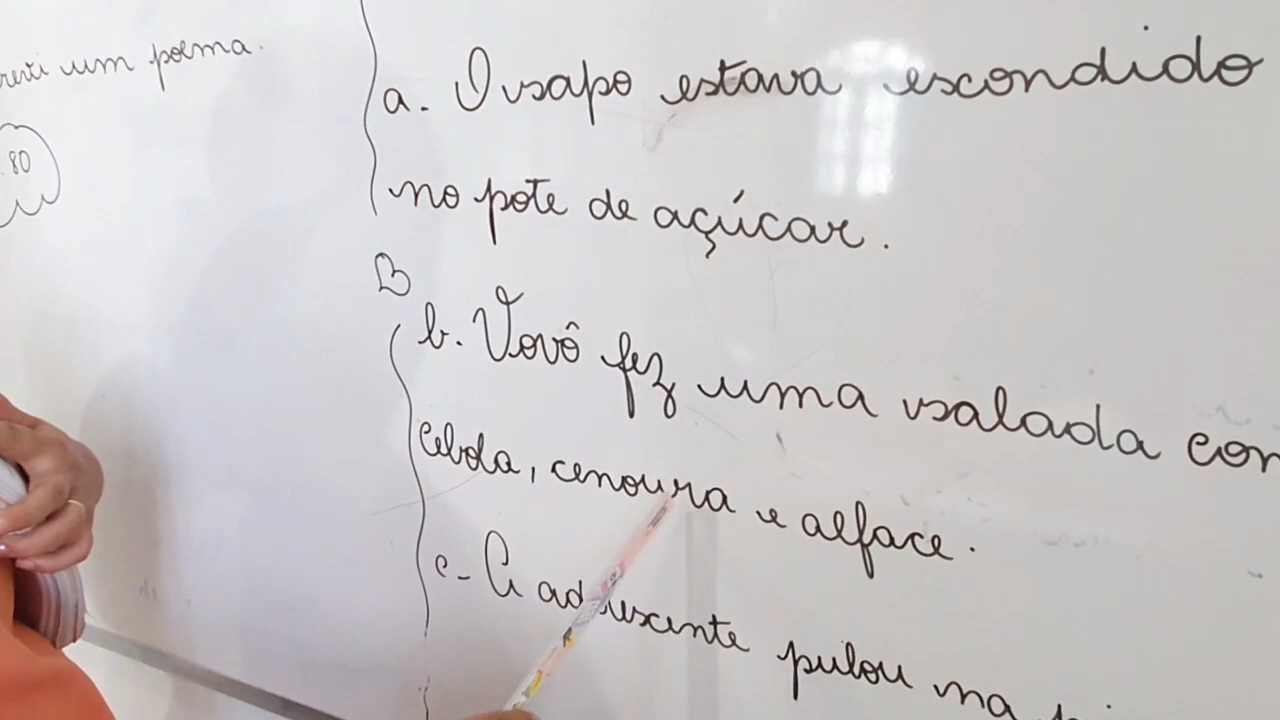 um poema.
80
a. O sapo estava escondido
no pote de açúcar.
b. Vovô fez uma salada com
cebola, cenoura e alface.
c- A adolescente pulou na